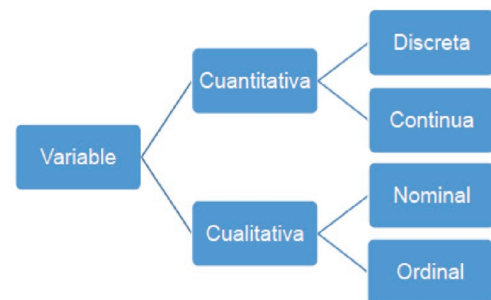 Variable
Cuantitativa
Discreta
Continua
Cualitativa
Nominal
Ordinal